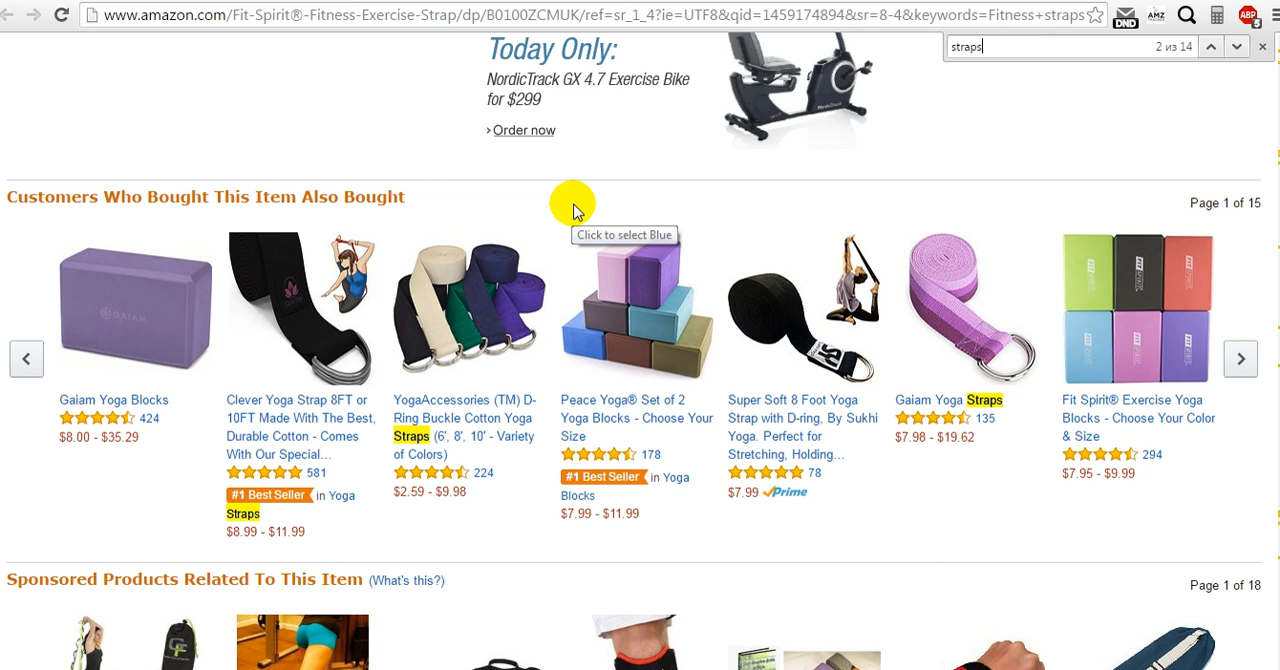 www.amazon.com/Fit-Spirit®-Fitness-Exercise-Strap/dp/B0100ZCMUK/ref=sr_1_4?ie=UTF8&qid=1459174894&sr=8-4&keywords=Fitness+straps
DND
AMZ
ABP
5
straps
2 из 14
Today Only:
NordicTrack GX 4.7 Exercise Bike
for $299
› Order now
Customers Who Bought This Item Also Bought
Page 1 of 15
Click to select Blue
GAIAM
Gaiam Yoga Blocks
424
$8.00 - $35.29
Clever Yoga Strap 8FT or
10FT Made With The Best,
Durable Cotton - Comes
With Our Special...
581
#1 Best Seller in Yoga
Straps
$8.99 - $11.99
YogaAccessories (TM) D-
Ring Buckle Cotton Yoga
Straps (6', 8', 10' - Variety
of Colors)
224
$2.59 - $9.98
Peace Yoga® Set of 2
Yoga Blocks - Choose Your
Size
178
#1 Best Seller in Yoga
Blocks
$7.99 - $11.99
Super Soft 8 Foot Yoga
Strap with D-ring, By Sukhi
Yoga. Perfect for
Stretching, Holding...
78
$7.99 Prime
Gaiam Yoga Straps
135
$7.98 - $19.62
Fit Spirit® Exercise Yoga
Blocks - Choose Your Color
& Size
294
$7.95 - $9.99
Sponsored Products Related To This Item (What's this?)
Page 1 of 18
GF